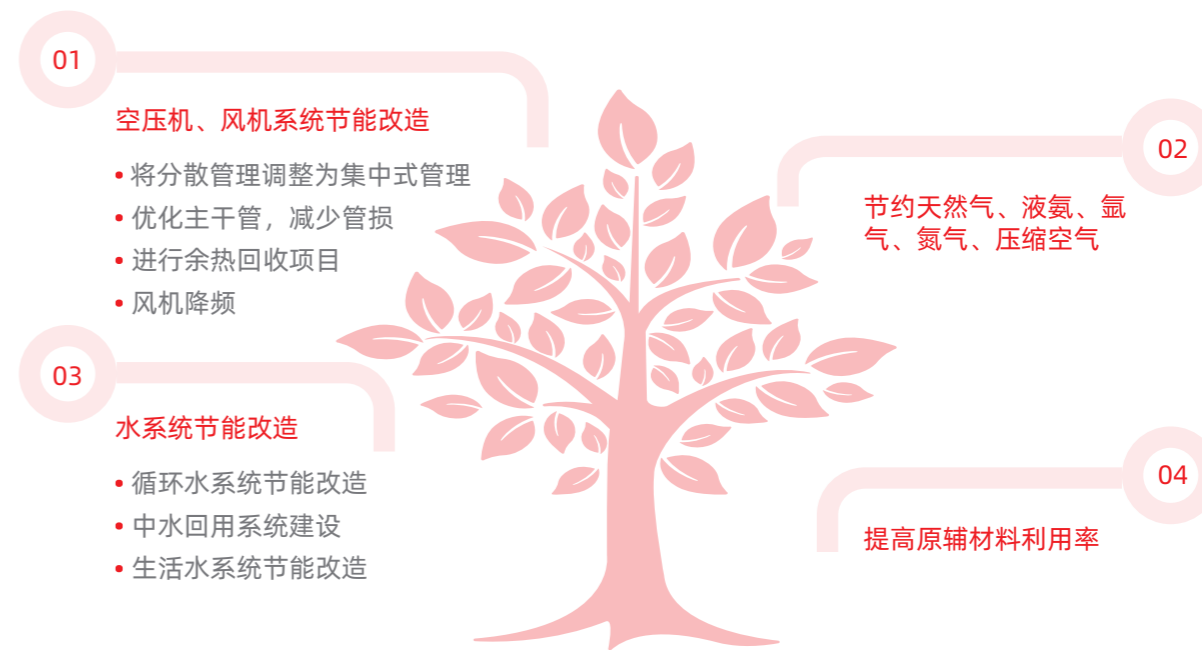 01
空压机、风机系统节能改造
• 将分散管理调整为集中式管理
• 优化主干管，减少管损
• 进行余热回收项目
• 风机降频
02
节约天然气、液氨、氩
气、氮气、压缩空气
03
水系统节能改造
• 循环水系统节能改造
• 中水回用系统建设
• 生活水系统节能改造
04
提高原辅材料利用率